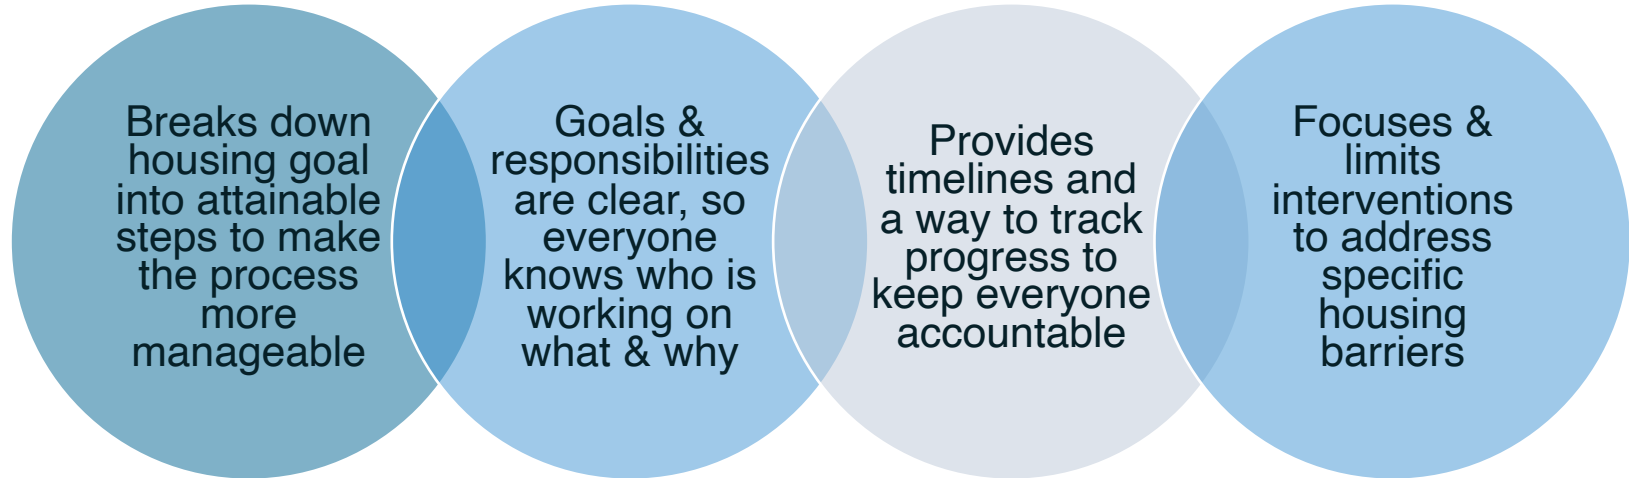 Breaks down
housing goal
into attainable
steps to make
the process
more
manageable
Goals &
responsibilities
are clear, so
everyone
knows who is
working on
what & why
Provides
timelines and
a way to track
progress to
keep everyone
accountable
Focuses &
limits
interventions
to address
specific
housing
barriers